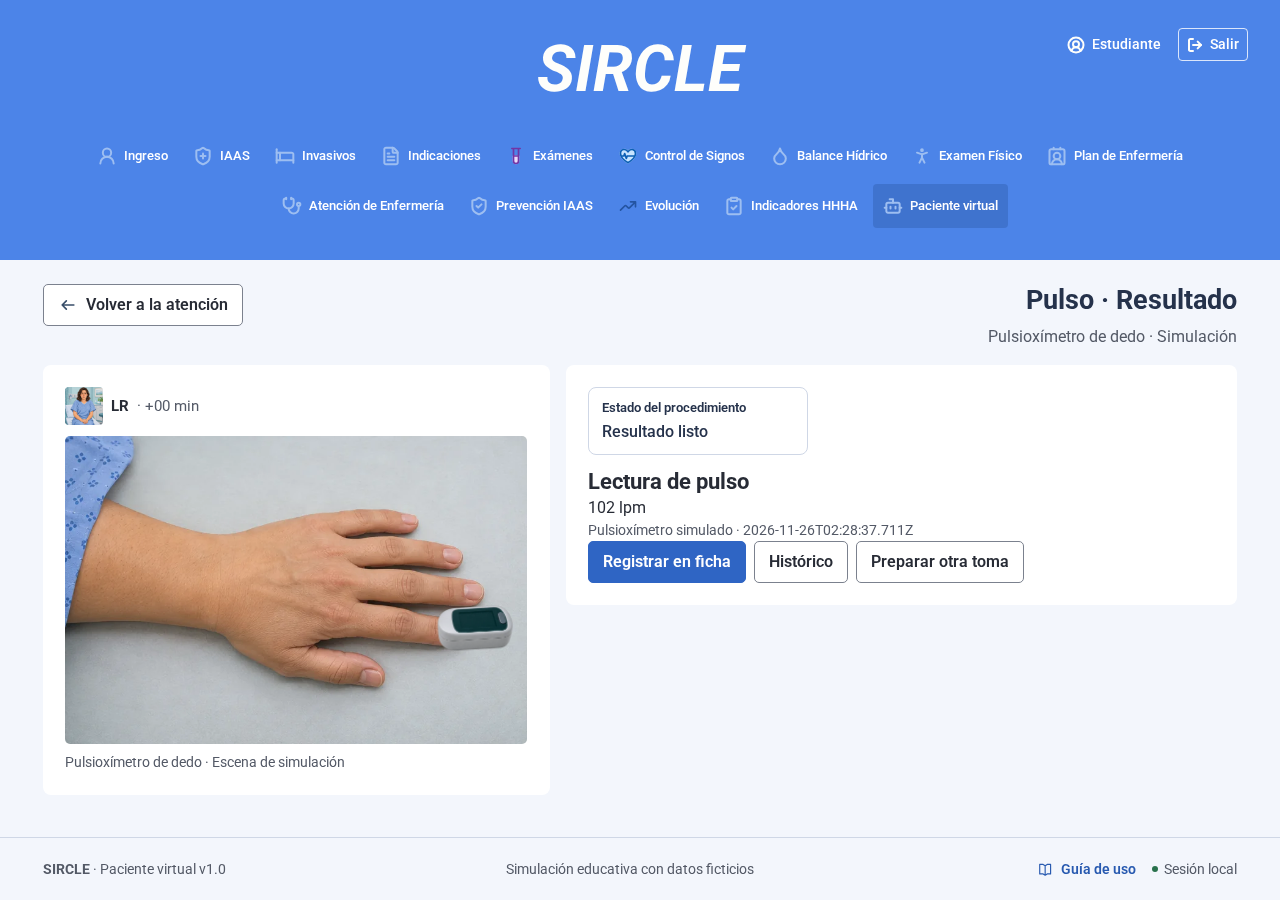 SIRCLE
Estudiante
Salir
Ingreso
IAAS
Invasivos
Indicaciones
Exámenes
Control de Signos
Balance Hídrico
Examen Físico
Plan de Enfermería
Atención de Enfermería
Prevención IAAS
Evolución
Indicadores HHHA
Paciente virtual
Volver a la atención
Pulso · Resultado
Pulsioxímetro de dedo · Simulación
LR · +00 min
Pulsioxímetro de dedo · Escena de simulación
Estado del procedimiento
Resultado listo
Lectura de pulso
102 lpm
Pulsioxímetro simulado · 2026-11-26T02:28:37.711Z
Registrar en ficha
Histórico
Preparar otra toma
SIRCLE · Paciente virtual v1.0
Simulación educativa con datos ficticios
Guía de uso
Sesión local